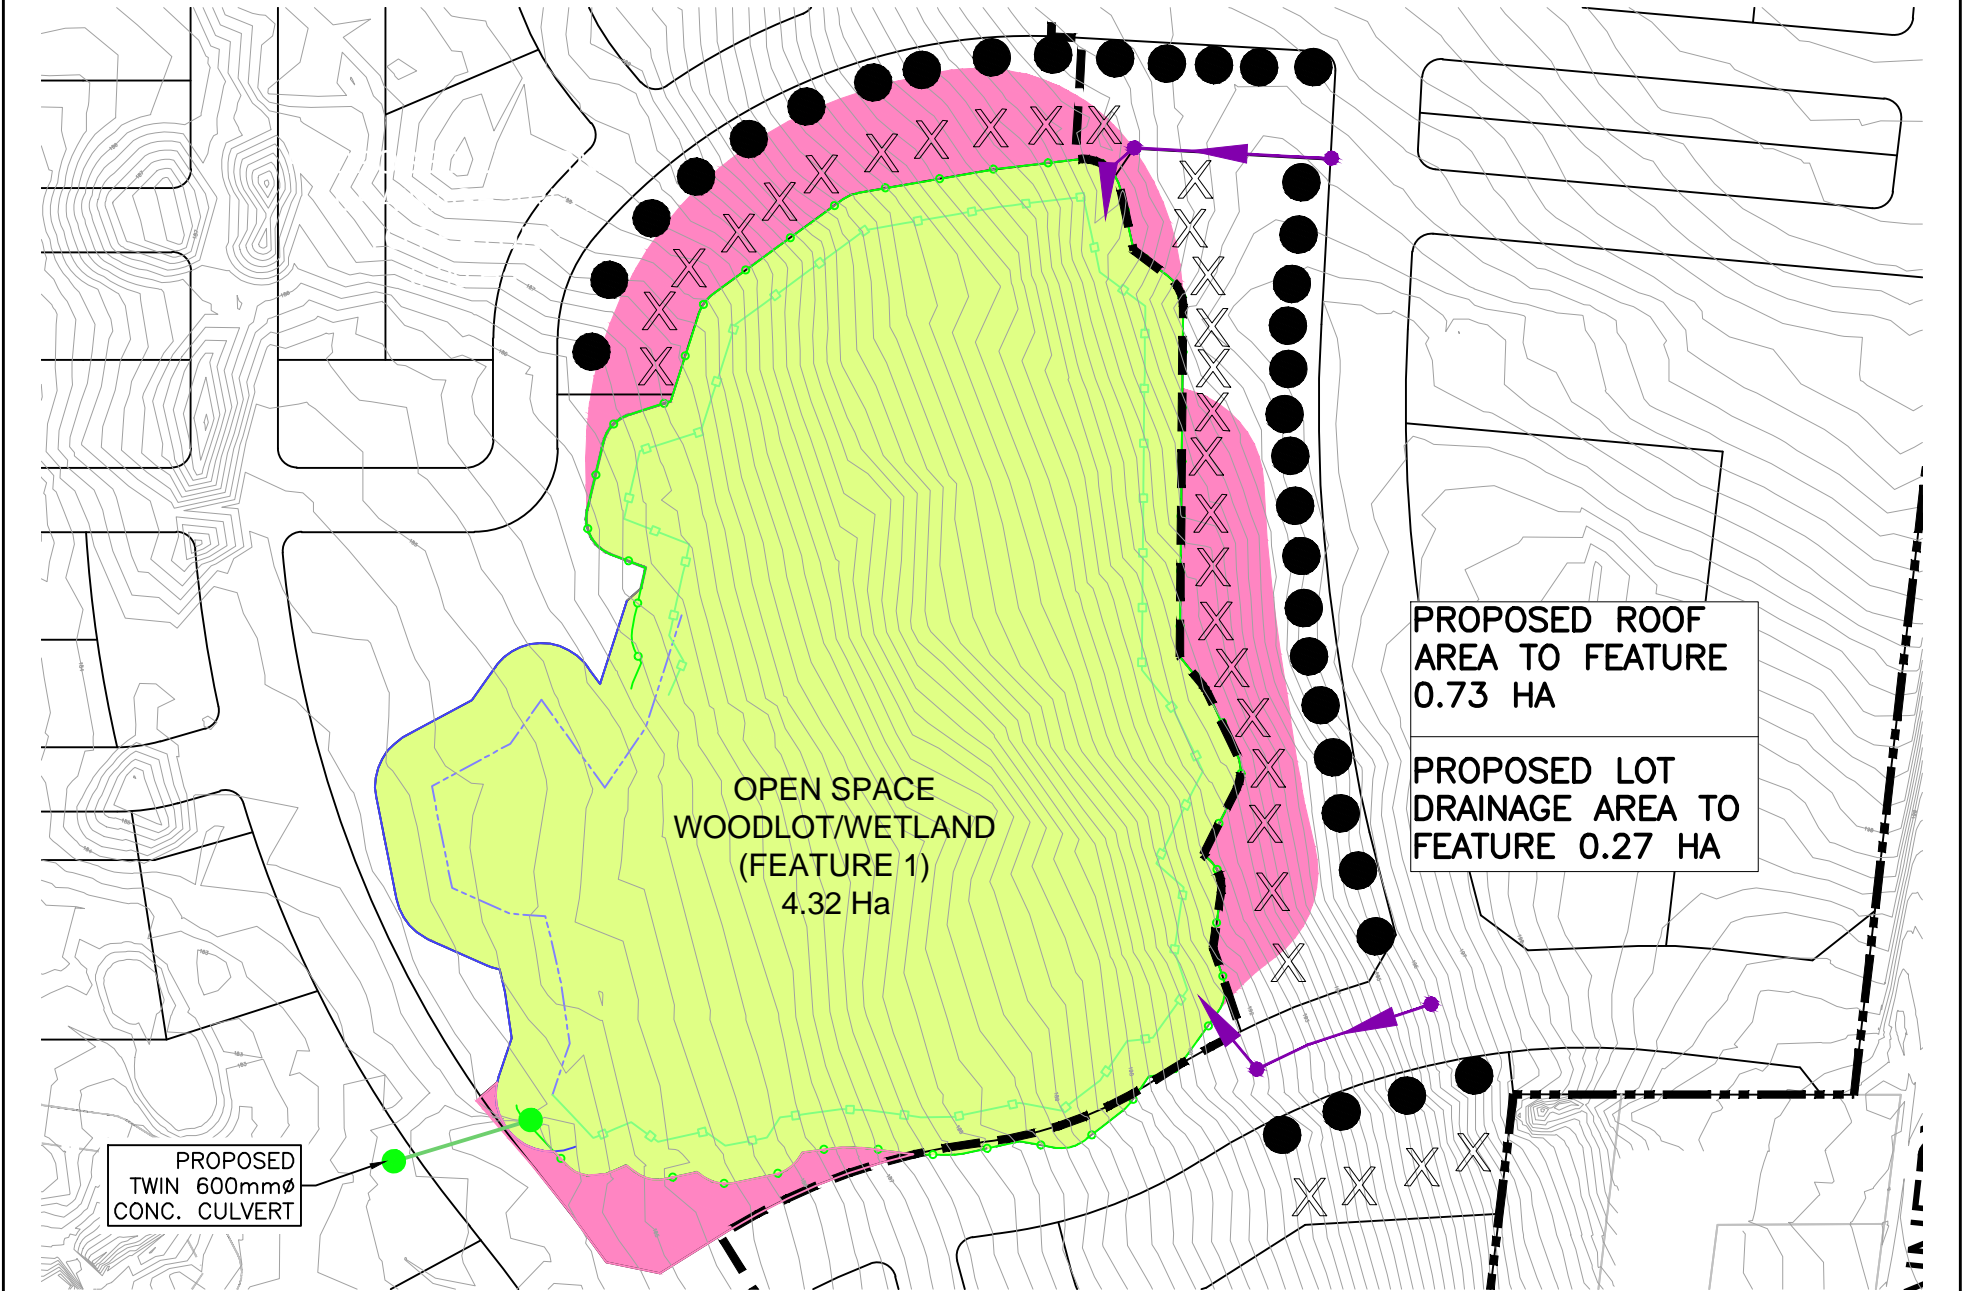 PROPOSED ROOF
AREA TO FEATURE
0.73 HA
PROPOSED LOT
DRAINAGE AREA TO
FEATURE 0.27 HA
OPEN SPACE
WOODLOT/WETLAND
(FEATURE 1)
4.32 Ha
PROPOSED
TWIN 600mmØ
CONC. CULVERT